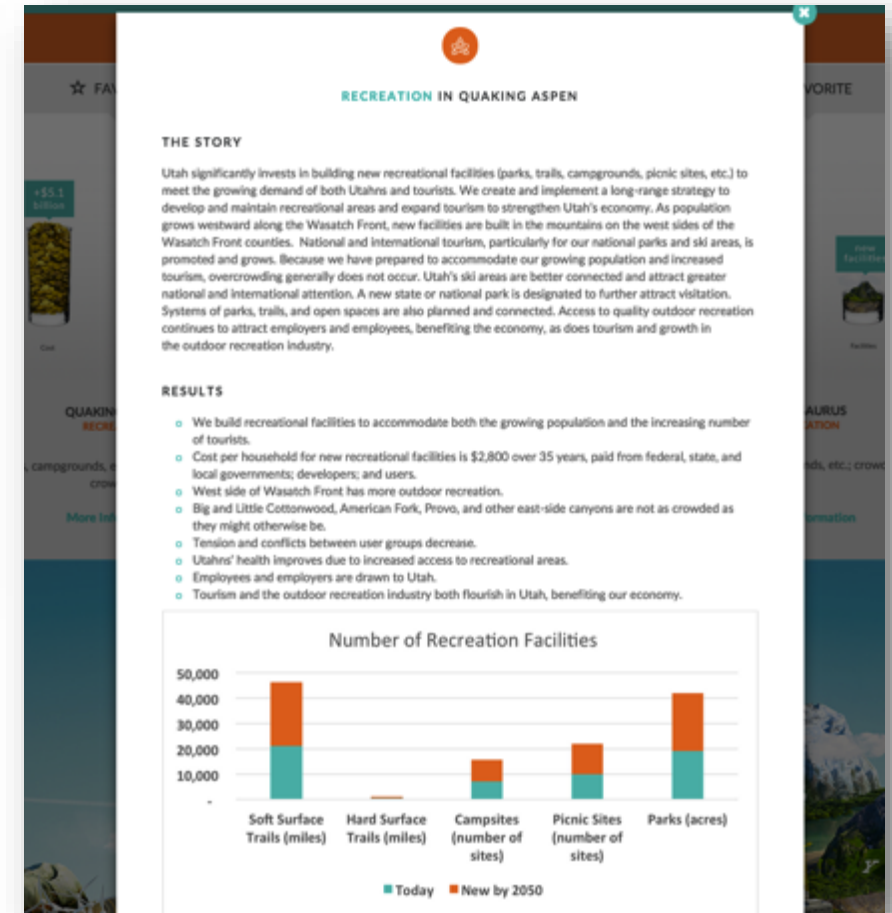 RECREATION IN QUAKING ASPEN
THE STORY
Utah significantly invests in building new recreational facilities (parks, trails, campgrounds, picnic sites, etc.) to
meet the growing demand of both Utahns and tourists. We create and implement a long-range strategy to
develop and maintain recreational areas and expand tourism to strengthen Utah's economy. As population
grows westward along the Wasatch Front, new facilities are built in the mountains on the west sides of the
Wasatch Front counties. National and international tourism, particularly for our national parks and ski areas, is
promoted and grows. Because we have prepared to accommodate our growing population and increased
tourism, overcrowding generally does not occur. Utah's ski areas are better connected and attract greater
national and international attention. A new state or national park is designated to further attract visitation.
Systems of parks, trails, and open spaces are also planned and connected. Access to quality outdoor recreation
continues to attract employers and employees, benefiting the economy, as does tourism and growth in
the outdoor recreation industry.
RESULTS
We build recreational facilities to accommodate both the growing population and the increasing number
of tourists.
Cost per household for new recreational facilities is $2,800 over 35 years, paid from federal, state, and
local governments; developers; and users.
West side of Wasatch Front has more outdoor recreation.
Big and Little Cottonwood, American Fork, Provo, and other east-side canyons are not as crowded as
they might otherwise be.
Tension and conflicts between user groups decrease.
Utahns' health improves due to increased access to recreational areas.
Employees and employers are drawn to Utah.
Tourism and the outdoor recreation industry both flourish in Utah, benefiting our economy.
Number of Recreation Facilities
50,000
40,000
30,000
20,000
10,000
-
Soft Surface Hard Surface Campsites Picnic Sites Parks (acres)
Trails (miles) Trails (miles) (number of (number of
sites) sites)
Today New by 2050
FAV
VORITE
+$5.1
billion
Cost
new
facilities
Facilities
QUAKIN
RECRE
campgrounds, e
crow
More Inf
AURUS
ATION
nds, etc.; crowd
ormation